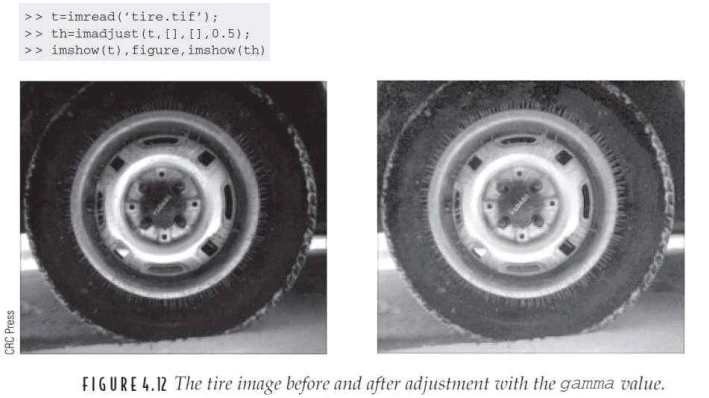 >> t=imread('tire.tif');
>> th=imadjust(t,[],[],0.5);
>> imshow(t),figure,imshow(th)
CRC Press
FIGURE 4.12 The tire image before and after adjustment with the gamma value.